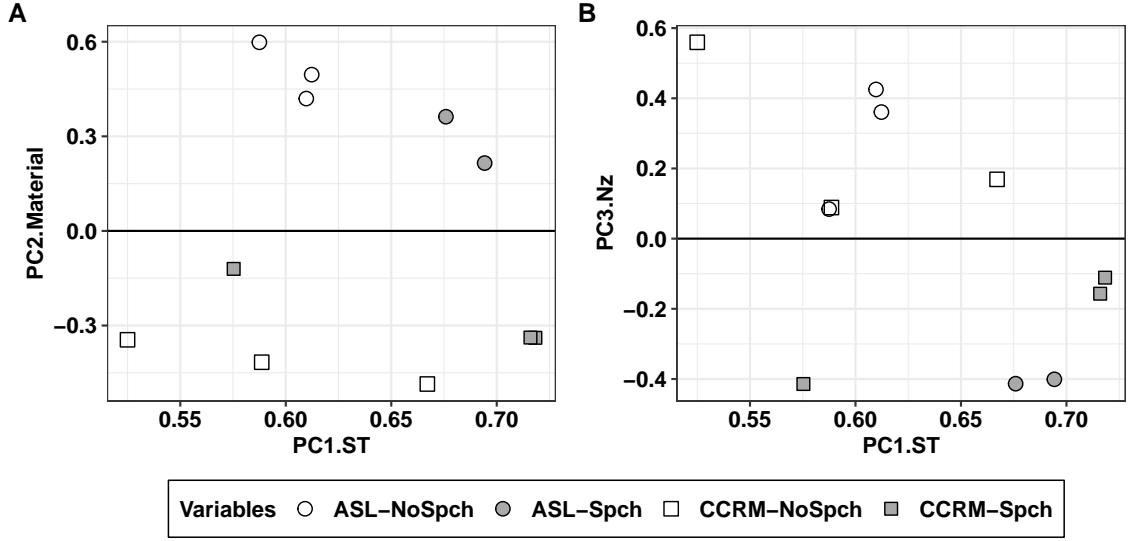 A
0.6
0.3
0.0
−0.3
PC2.Material
0.55 0.60 0.65 0.70
PC1.ST
B
0.6
0.4
0.2
0.0
−0.2
−0.4
PC3.Nz
0.55 0.60 0.65 0.70
PC1.ST
Variables ASL−NoSpch ASL−Spch CCRM−NoSpch CCRM−Spch